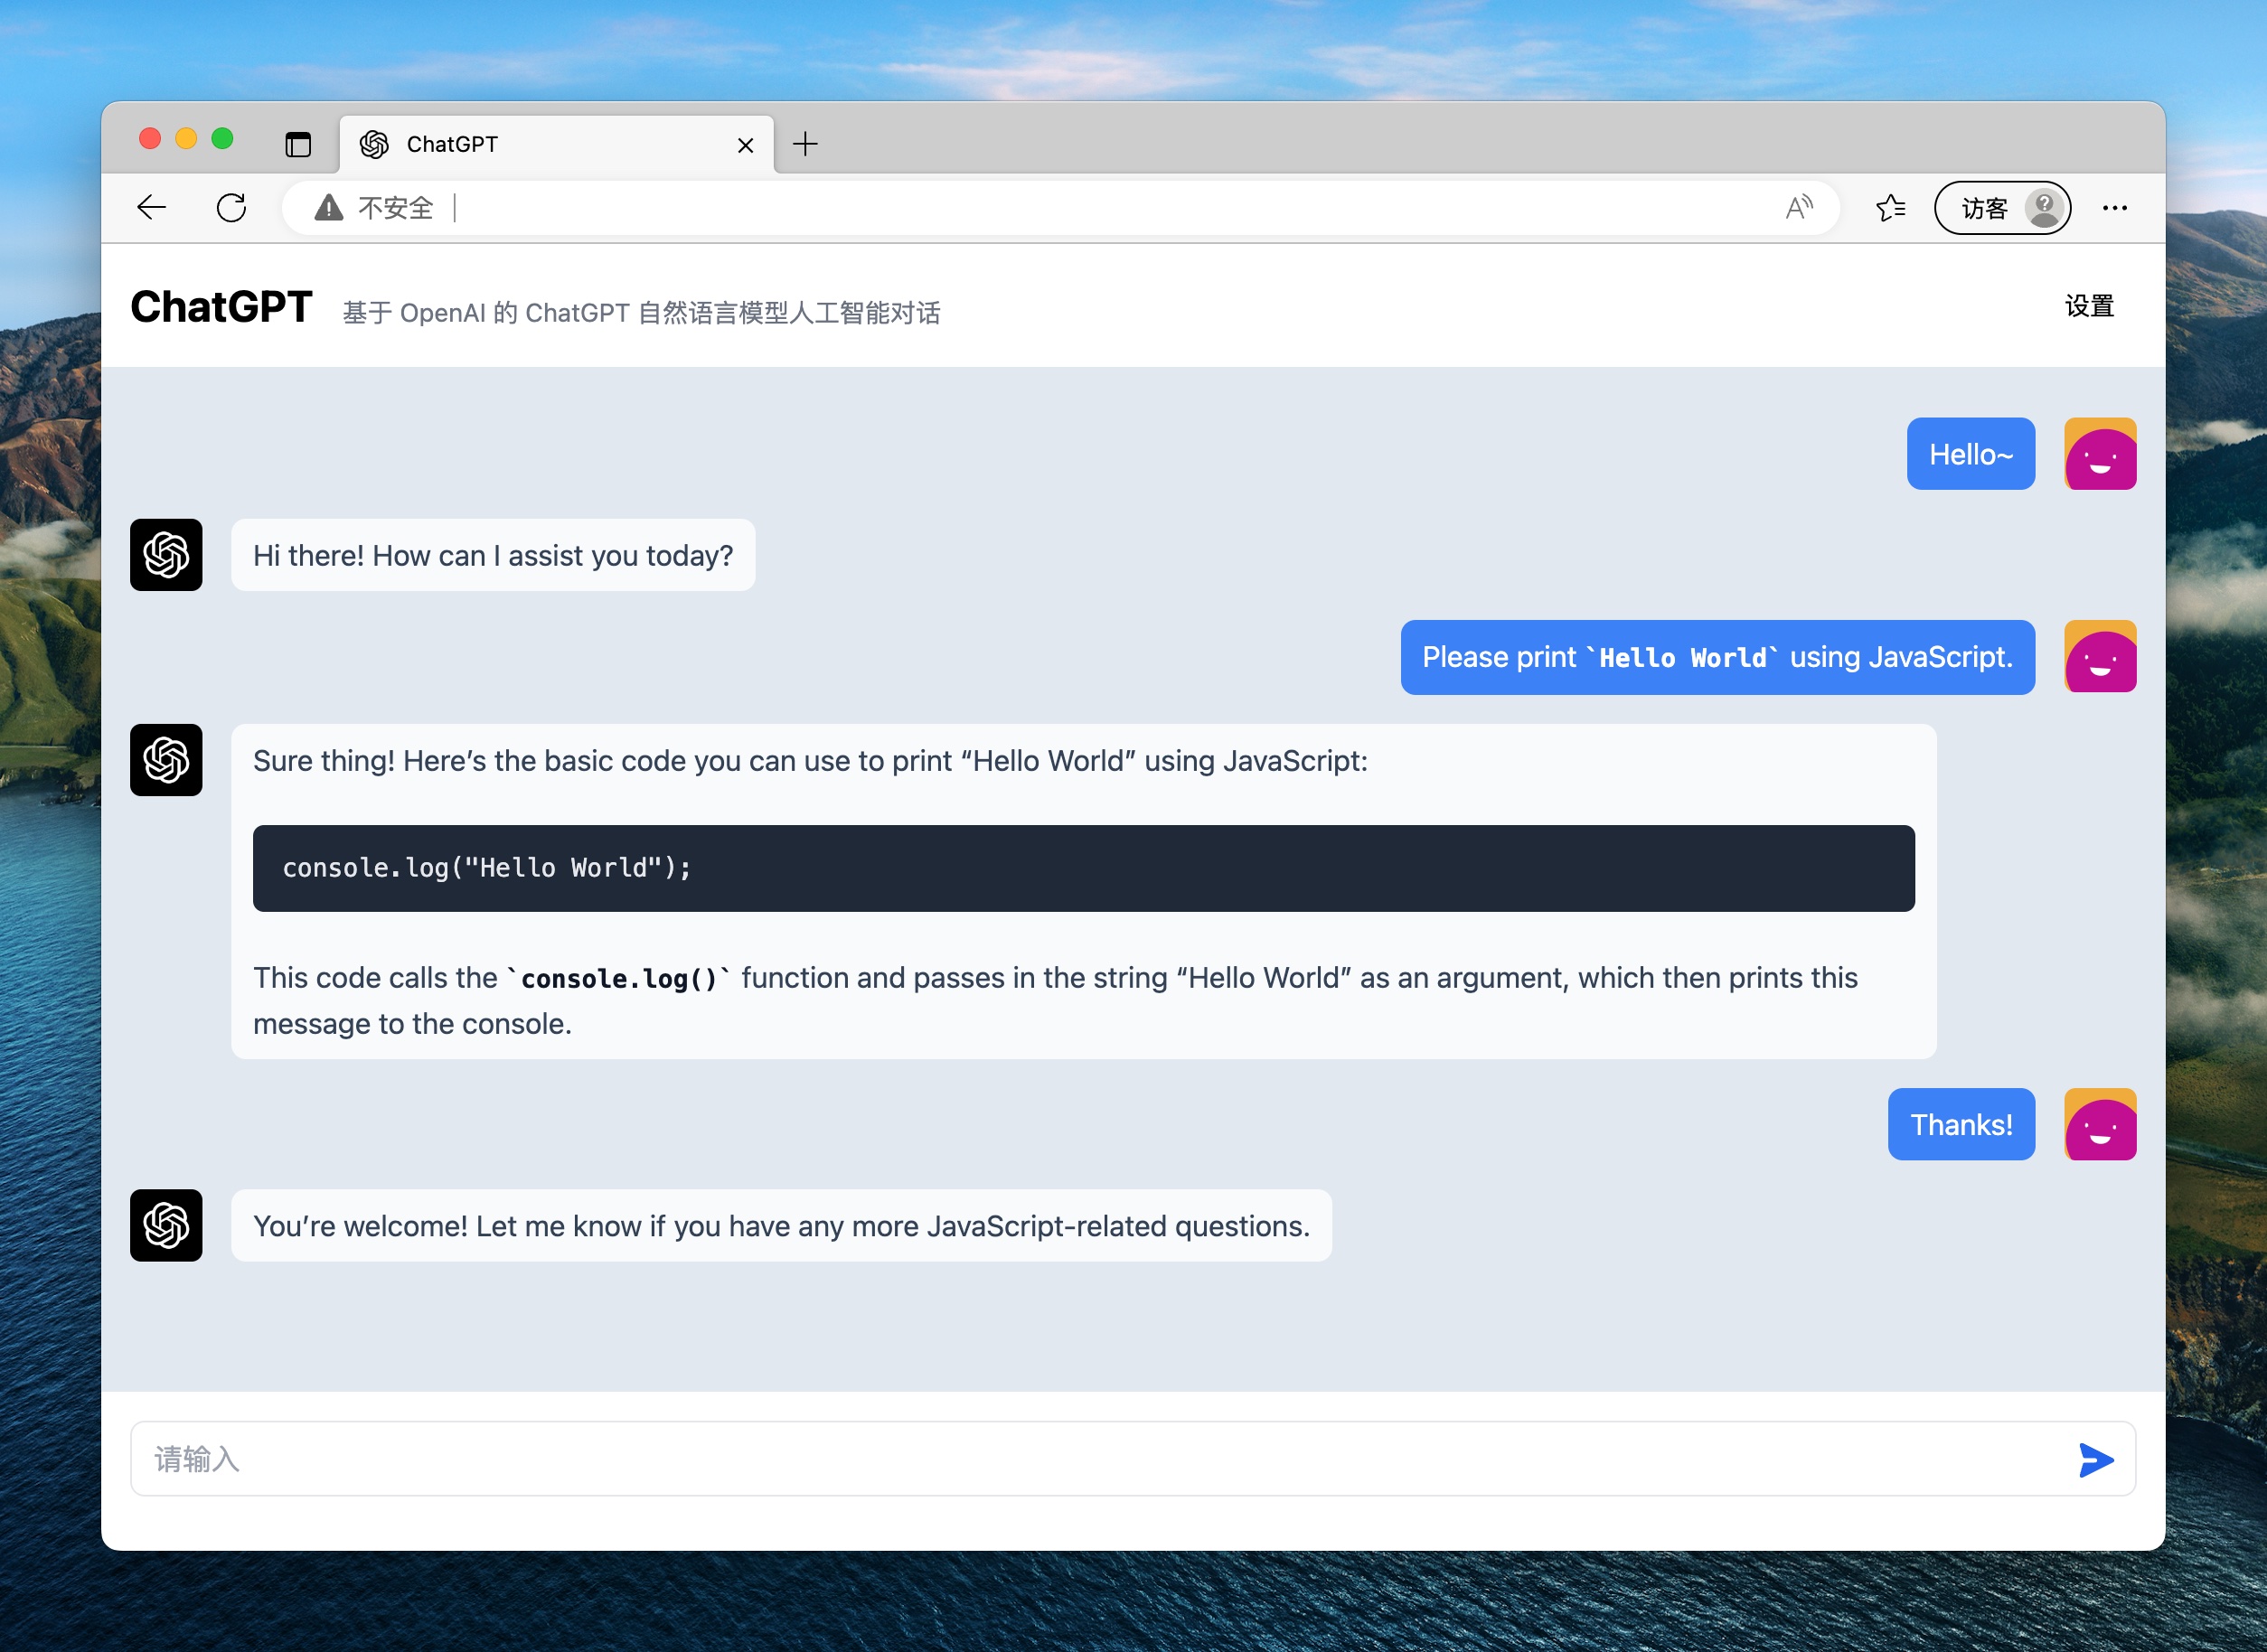 ChatGPT
不安全
访客
ChatGPT 基于 OpenAI 的 ChatGPT 自然语言模型人工智能对话
设置
Hello~
Hi there! How can I assist you today?
Please print `Hello World` using JavaScript.
Sure thing! Here’s the basic code you can use to print “Hello World” using JavaScript:
console.log("Hello World");
This code calls the `console.log()` function and passes in the string “Hello World” as an argument, which then prints this
message to the console.
Thanks!
You’re welcome! Let me know if you have any more JavaScript-related questions.
请输入